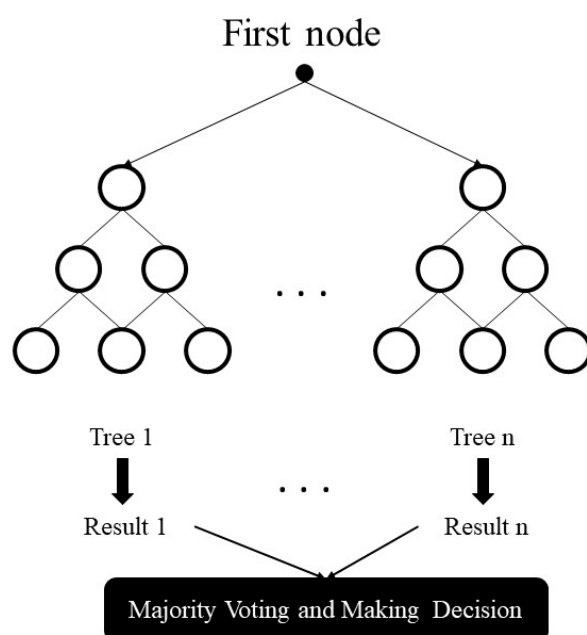 First node
. . .
Tree 1
Tree n
. . .
Result 1
Result n
Majority Voting and Making Decision